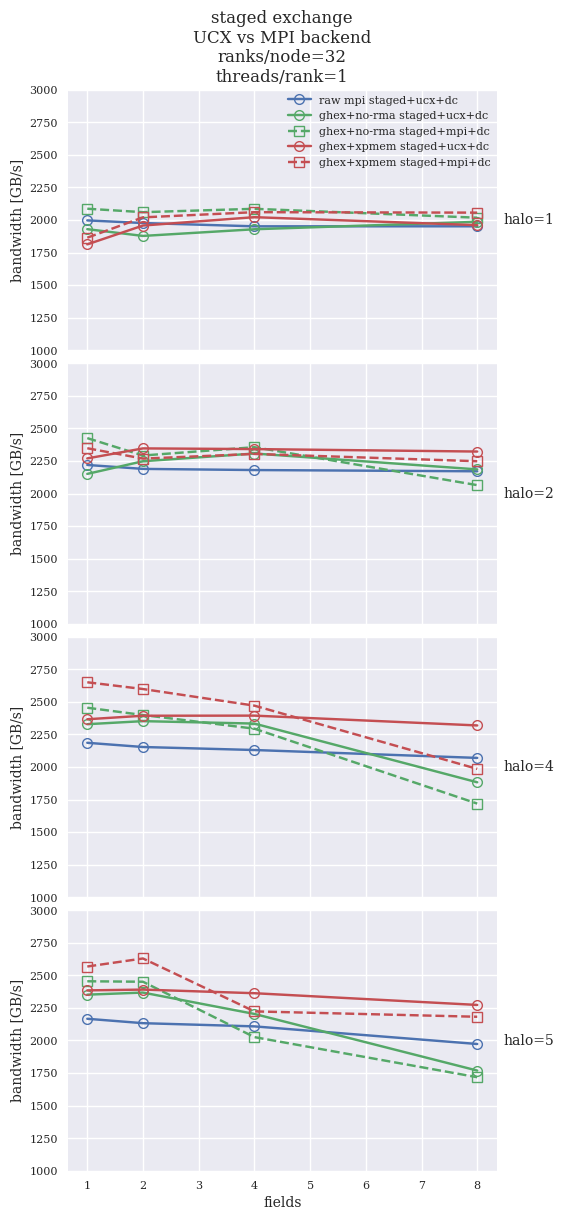 staged exchange
UCX vs MPI backend
ranks/node=32
threads/rank=1
raw mpi staged+ucx+dc
ghex+no-rma staged+ucx+dc
ghex+no-rma staged+mpi+dc
ghex+xpmem staged+ucx+dc
ghex+xpmem staged+mpi+dc
3000
2750
2500
2250
2000
1750
1500
1250
1000
bandwidth [GB/s]
halo=1
3000
2750
2500
2250
2000
1750
1500
1250
1000
bandwidth [GB/s]
halo=2
3000
2750
2500
2250
2000
1750
1500
1250
1000
bandwidth [GB/s]
halo=4
3000
2750
2500
2250
2000
1750
1500
1250
1000
bandwidth [GB/s]
halo=5
1 2 3 4 5 6 7 8
fields